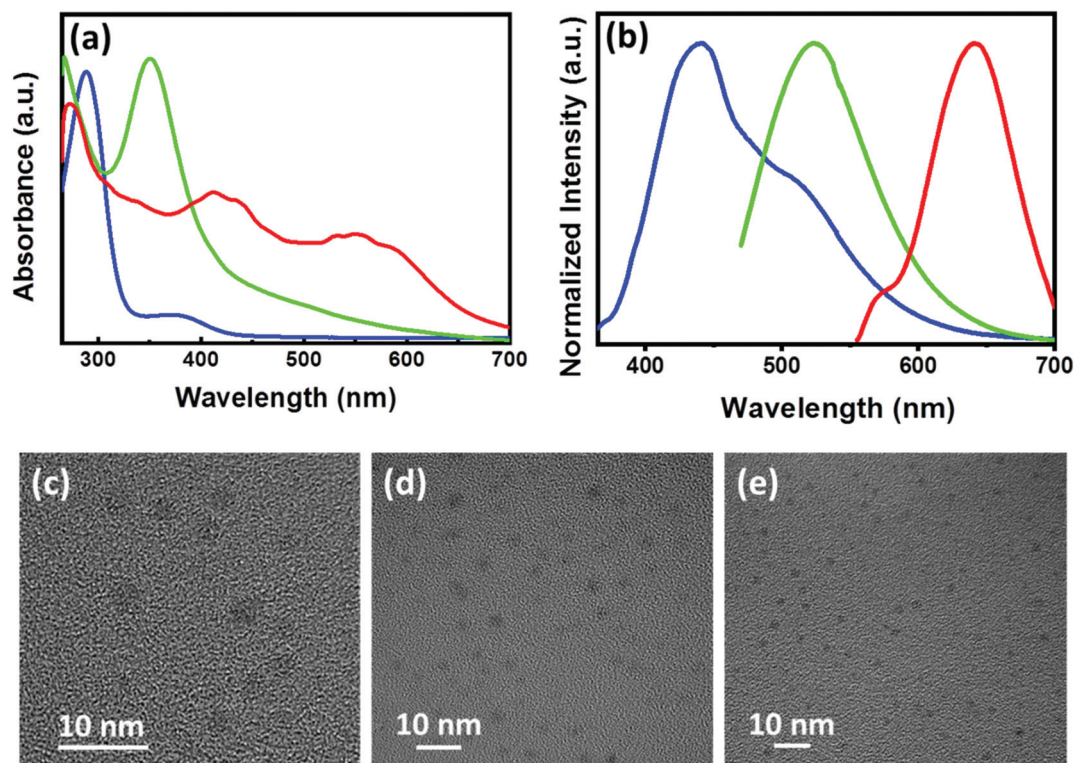 (a)
Absorbance (a.u.)
300 400 500 600 700
Wavelength (nm)
(b)
Normalized Intensity (a.u.)
400 500 600 700
Wavelength (nm)
(c)
10 nm
(d)
10 nm
(e)
10 nm